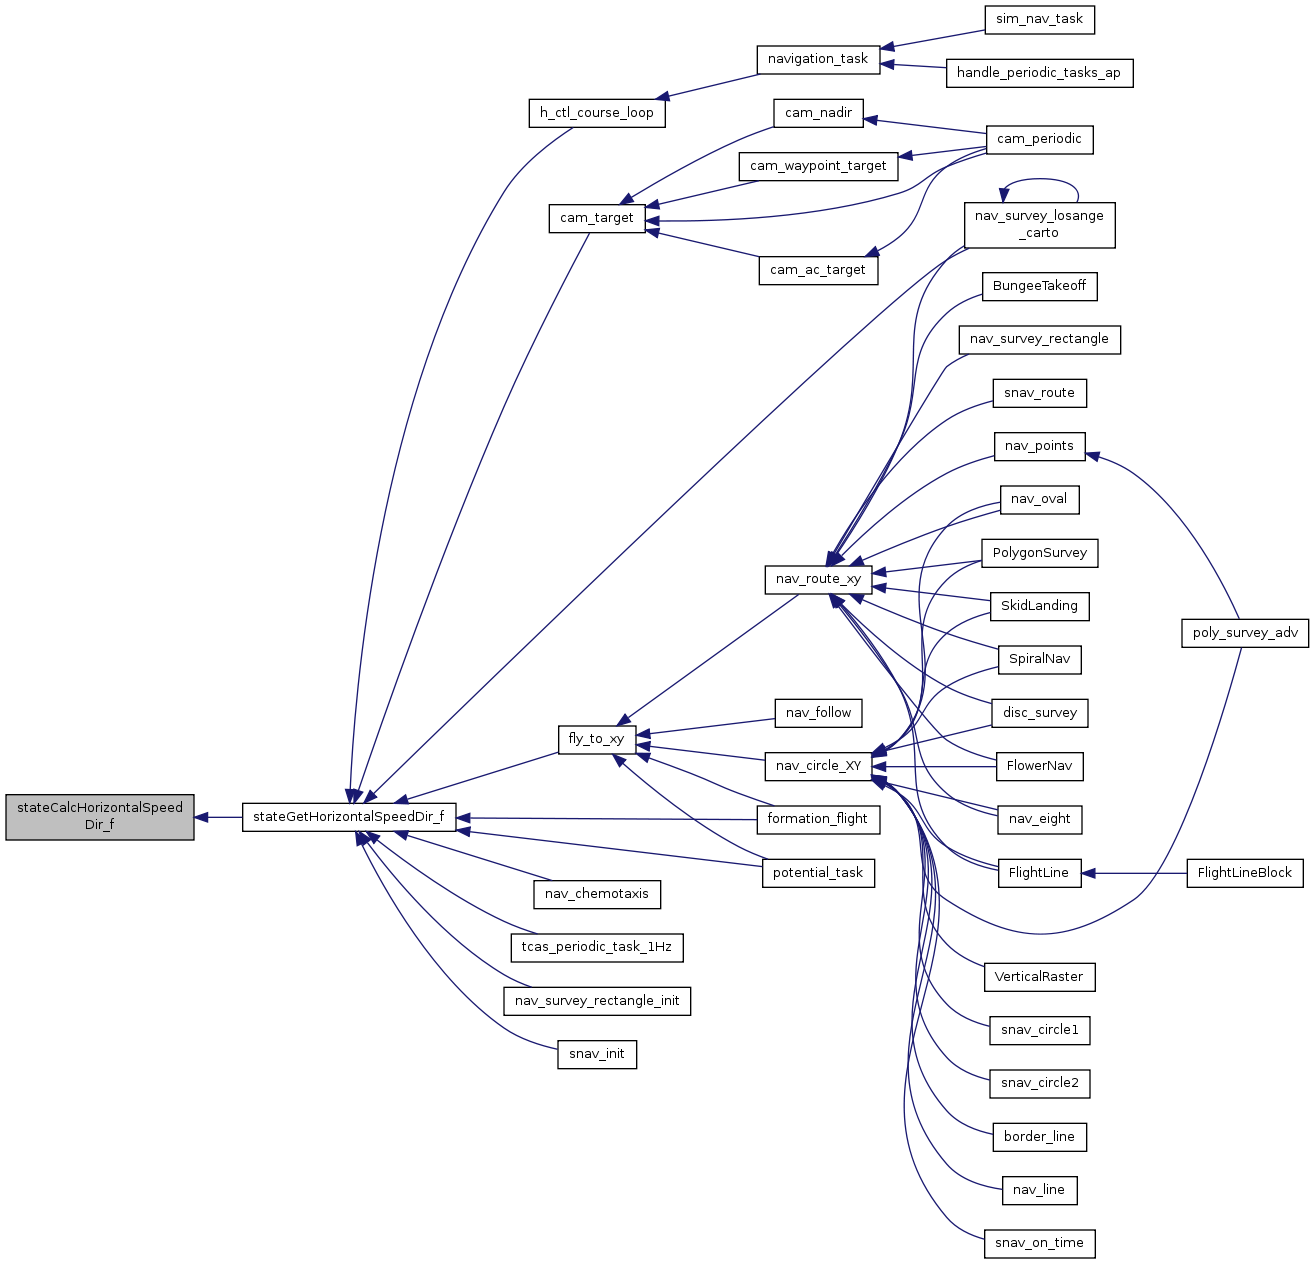 sim_nav_task
navigation_task
handle_periodic_tasks_ap
h_ctl_course_loop
cam_nadir
cam_periodic
cam_waypoint_target
cam_target
nav_survey_losange
_carto
cam_ac_target
BungeeTakeoff
nav_survey_rectangle
snav_route
nav_points
nav_oval
PolygonSurvey
nav_route_xy
SkidLanding
poly_survey_adv
SpiralNav
nav_follow
disc_survey
fly_to_xy
nav_circle_XY
FlowerNav
stateCalcHorizontalSpeed
Dir_f
stateGetHorizontalSpeedDir_f
formation_flight
nav_eight
potential_task
FlightLine
FlightLineBlock
nav_chemotaxis
tcas_periodic_task_1Hz
VerticalRaster
nav_survey_rectangle_init
snav_circle1
snav_init
snav_circle2
border_line
nav_line
snav_on_time